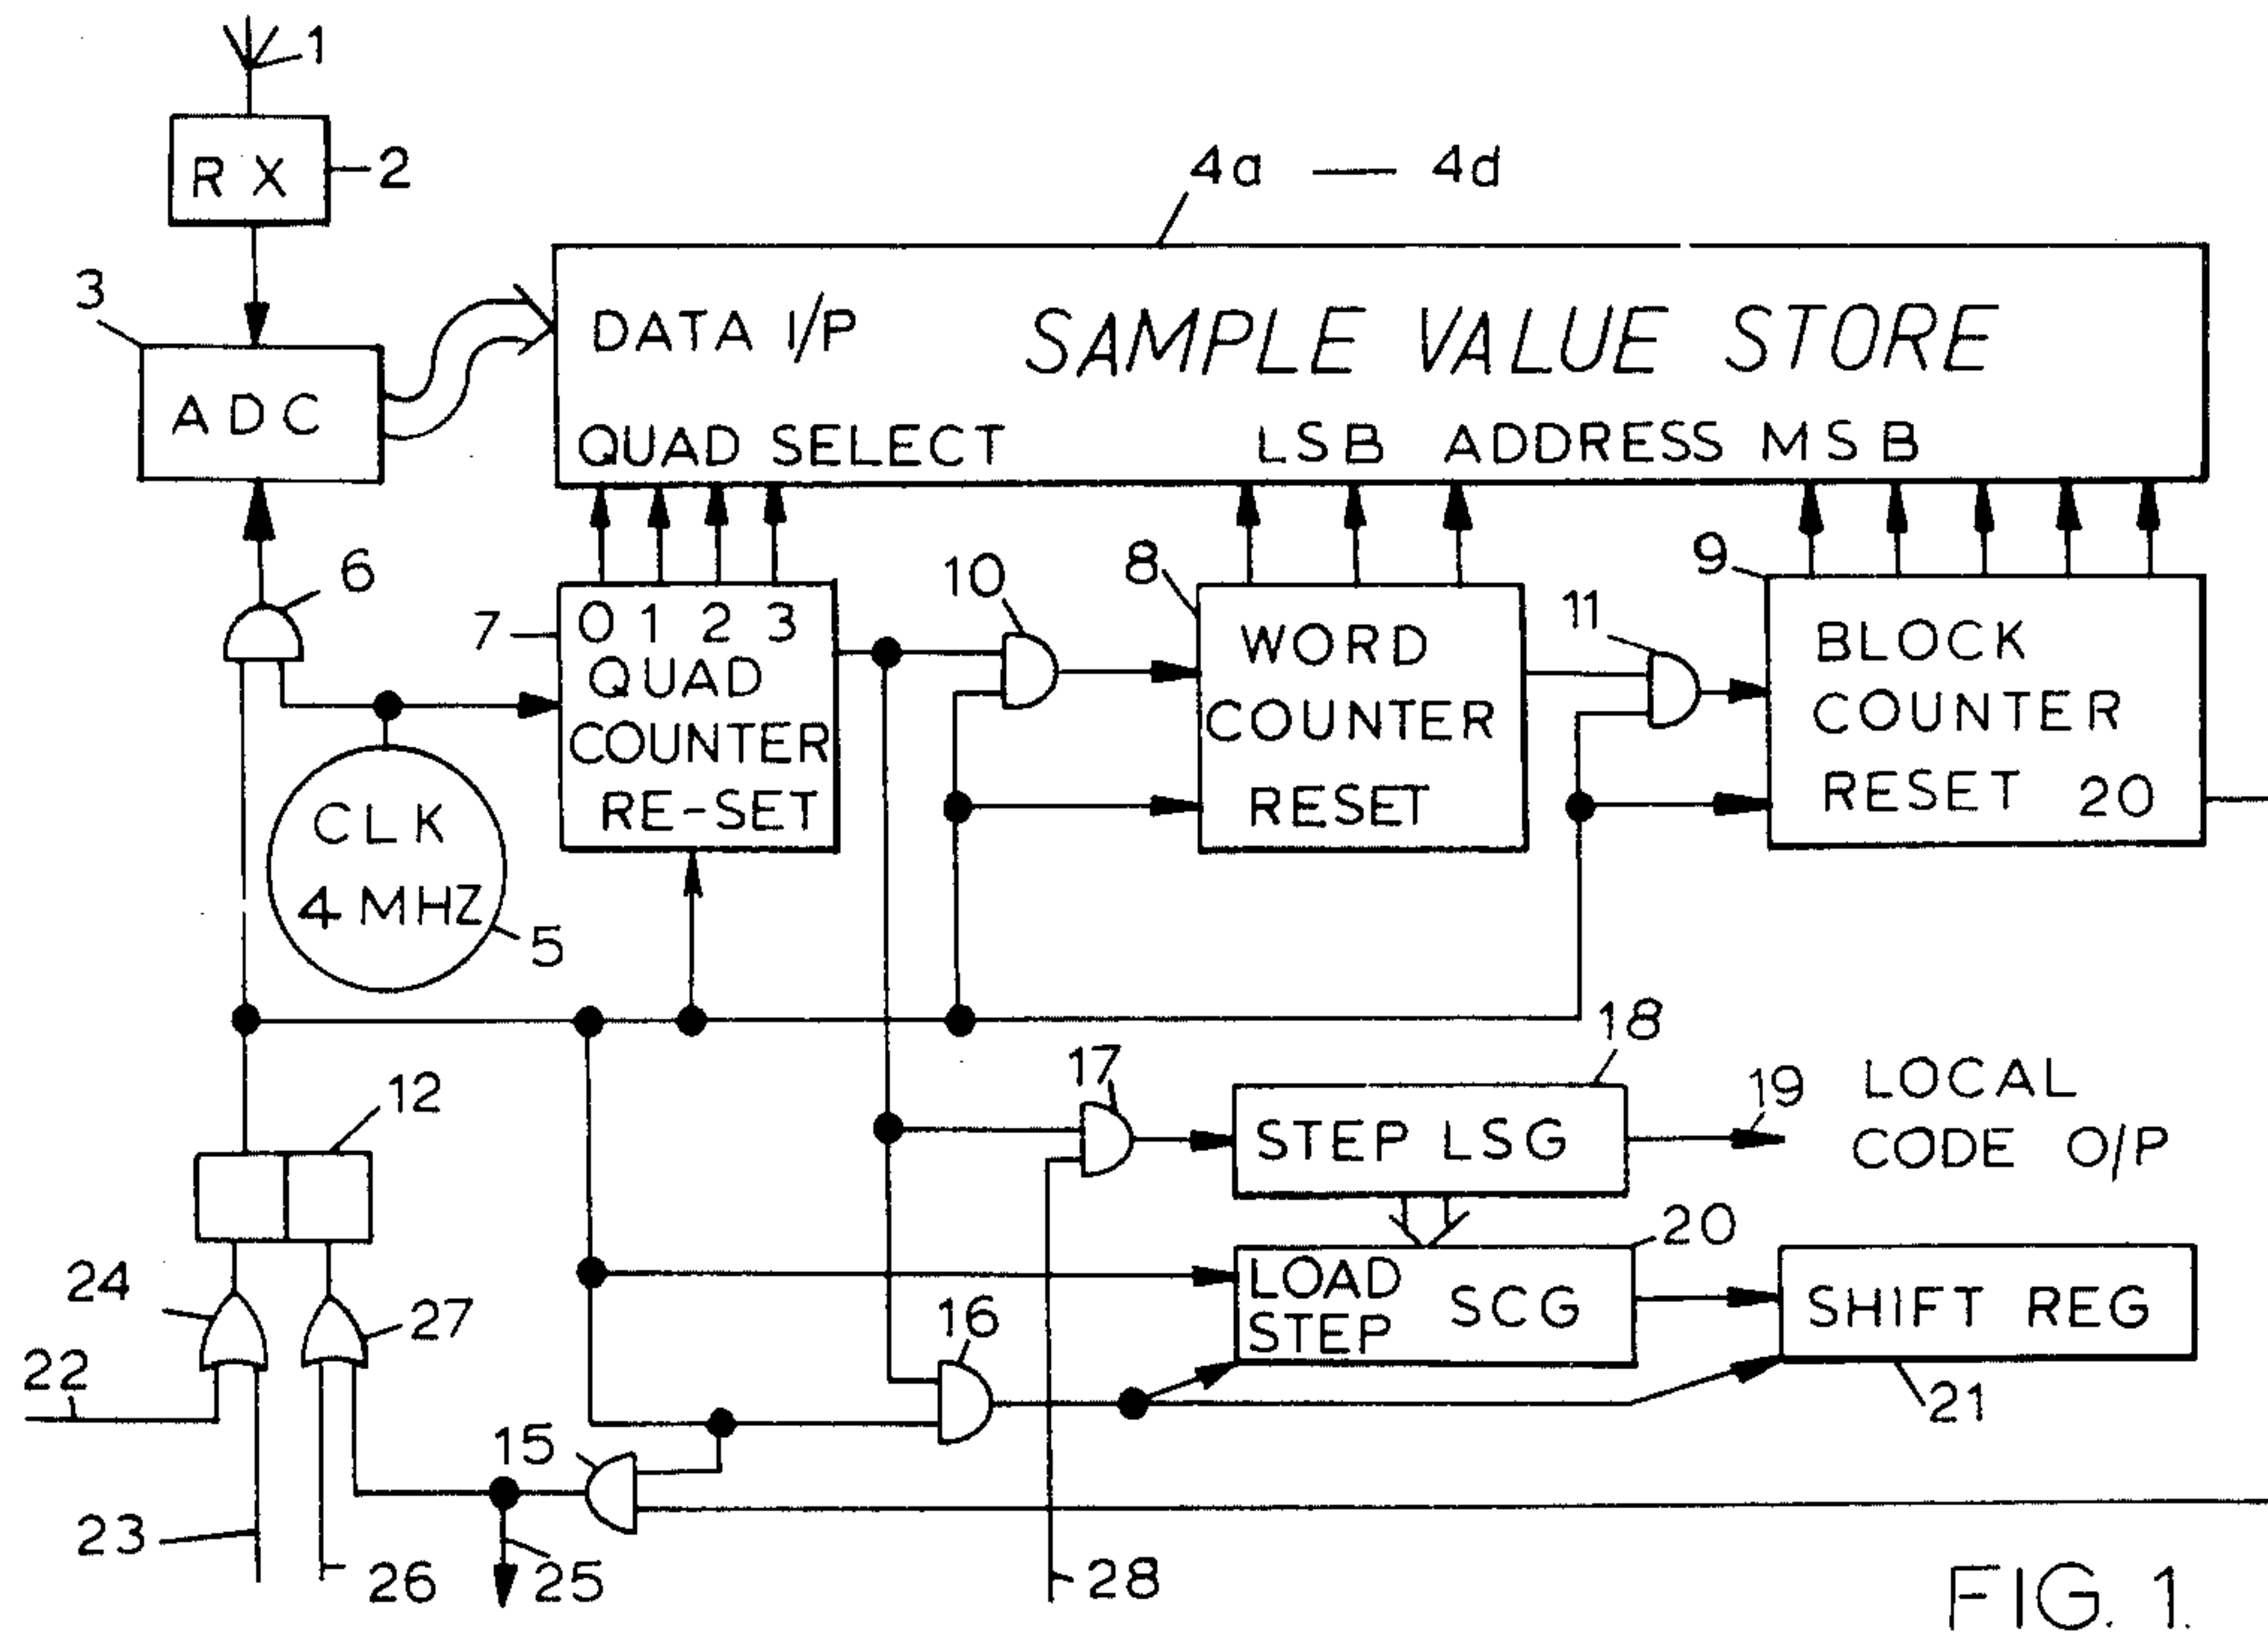 1
RX
2
4a — 4d
3
ADC
DATA I/P
SAMPLE VALUE STORE
QUAD SELECT
LSB ADDRESS MSB
6
7
0 1 2 3
QUAD
COUNTER
RE-SET
10
8
WORD
COUNTER
RESET
11
9
BLOCK
COUNTER
RESET 20
CLK
4 MHZ
5
12
17
18
STEP LSG
19
LOCAL
CODE O/P
20
LOAD
STEP
SCG
SHIFT REG
21
24
27
16
22
15
23
26
25
28
FIG. 1.